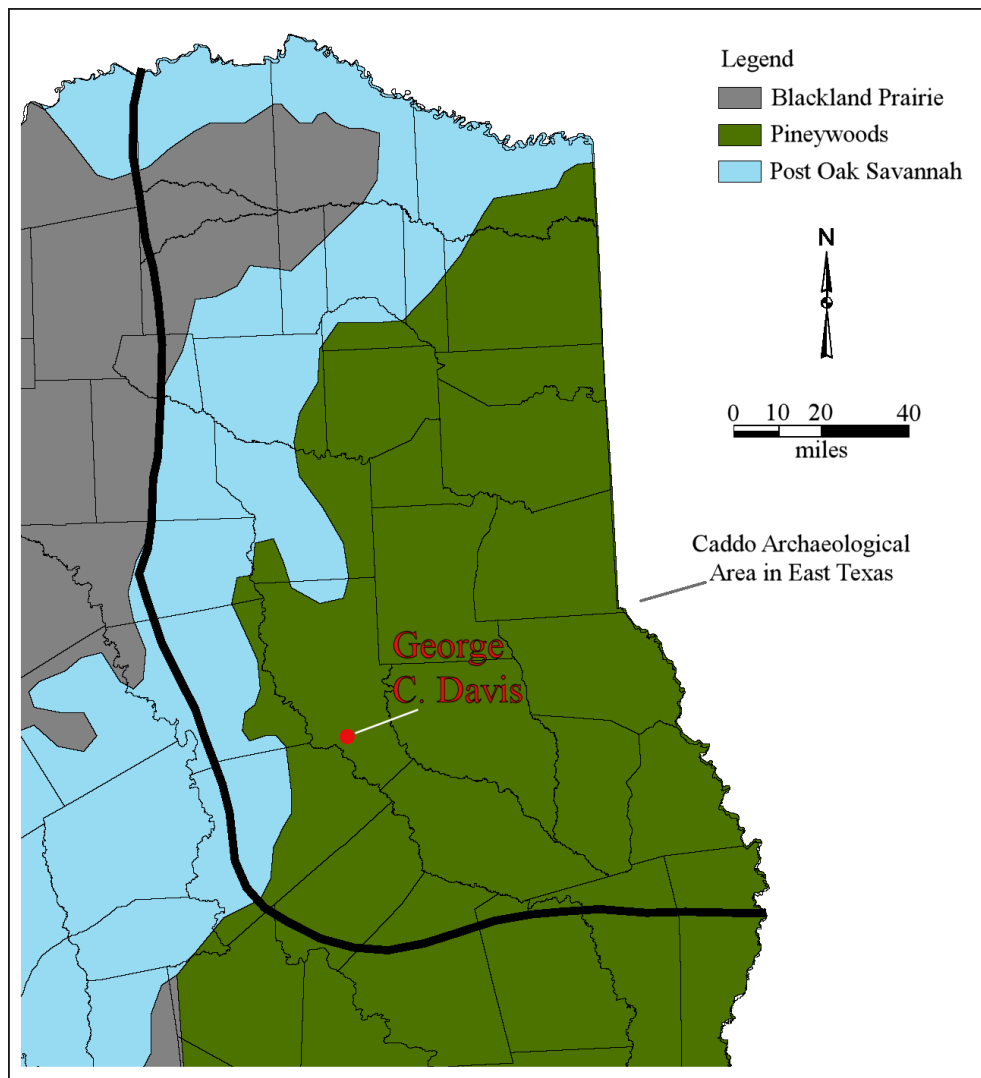 Legend
Blackland Prairie
Pineywoods
Post Oak Savannah
N
0 10 20 40
miles
Caddo Archaeological
Area in East Texas
George
C. Davis